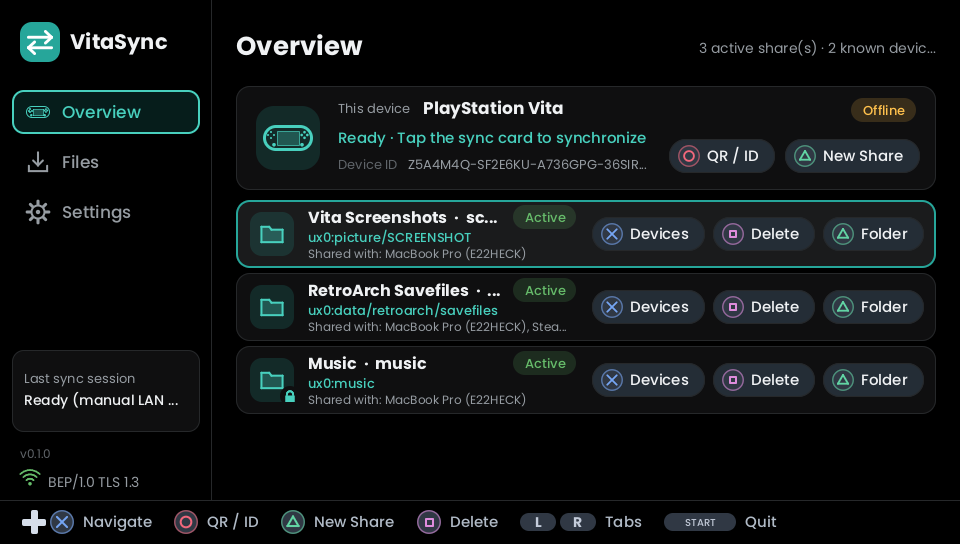 VitaSync
Overview
Files
Settings
Last sync session
Ready (manual LAN ...
v0.1.0
BEP/1.0 TLS 1.3
Overview
3 active share(s) · 2 known devic...
This device PlayStation Vita
Offline
Ready · Tap the sync card to synchronize
Device ID Z5A4M4Q-SF2E6KU-A736GPG-36SIR...
QR / ID
New Share
Vita Screenshots · sc...
Active
ux0:picture/SCREENSHOT
Shared with: MacBook Pro (E22HECK)
Devices
Delete
Folder
RetroArch Savefiles · ...
Active
ux0:data/retroarch/savefiles
Shared with: MacBook Pro (E22HECK), Stea...
Devices
Delete
Folder
Music · music
Active
ux0:music
Shared with: MacBook Pro (E22HECK)
Devices
Delete
Folder
Navigate
QR / ID
New Share
Delete
L R Tabs
START Quit